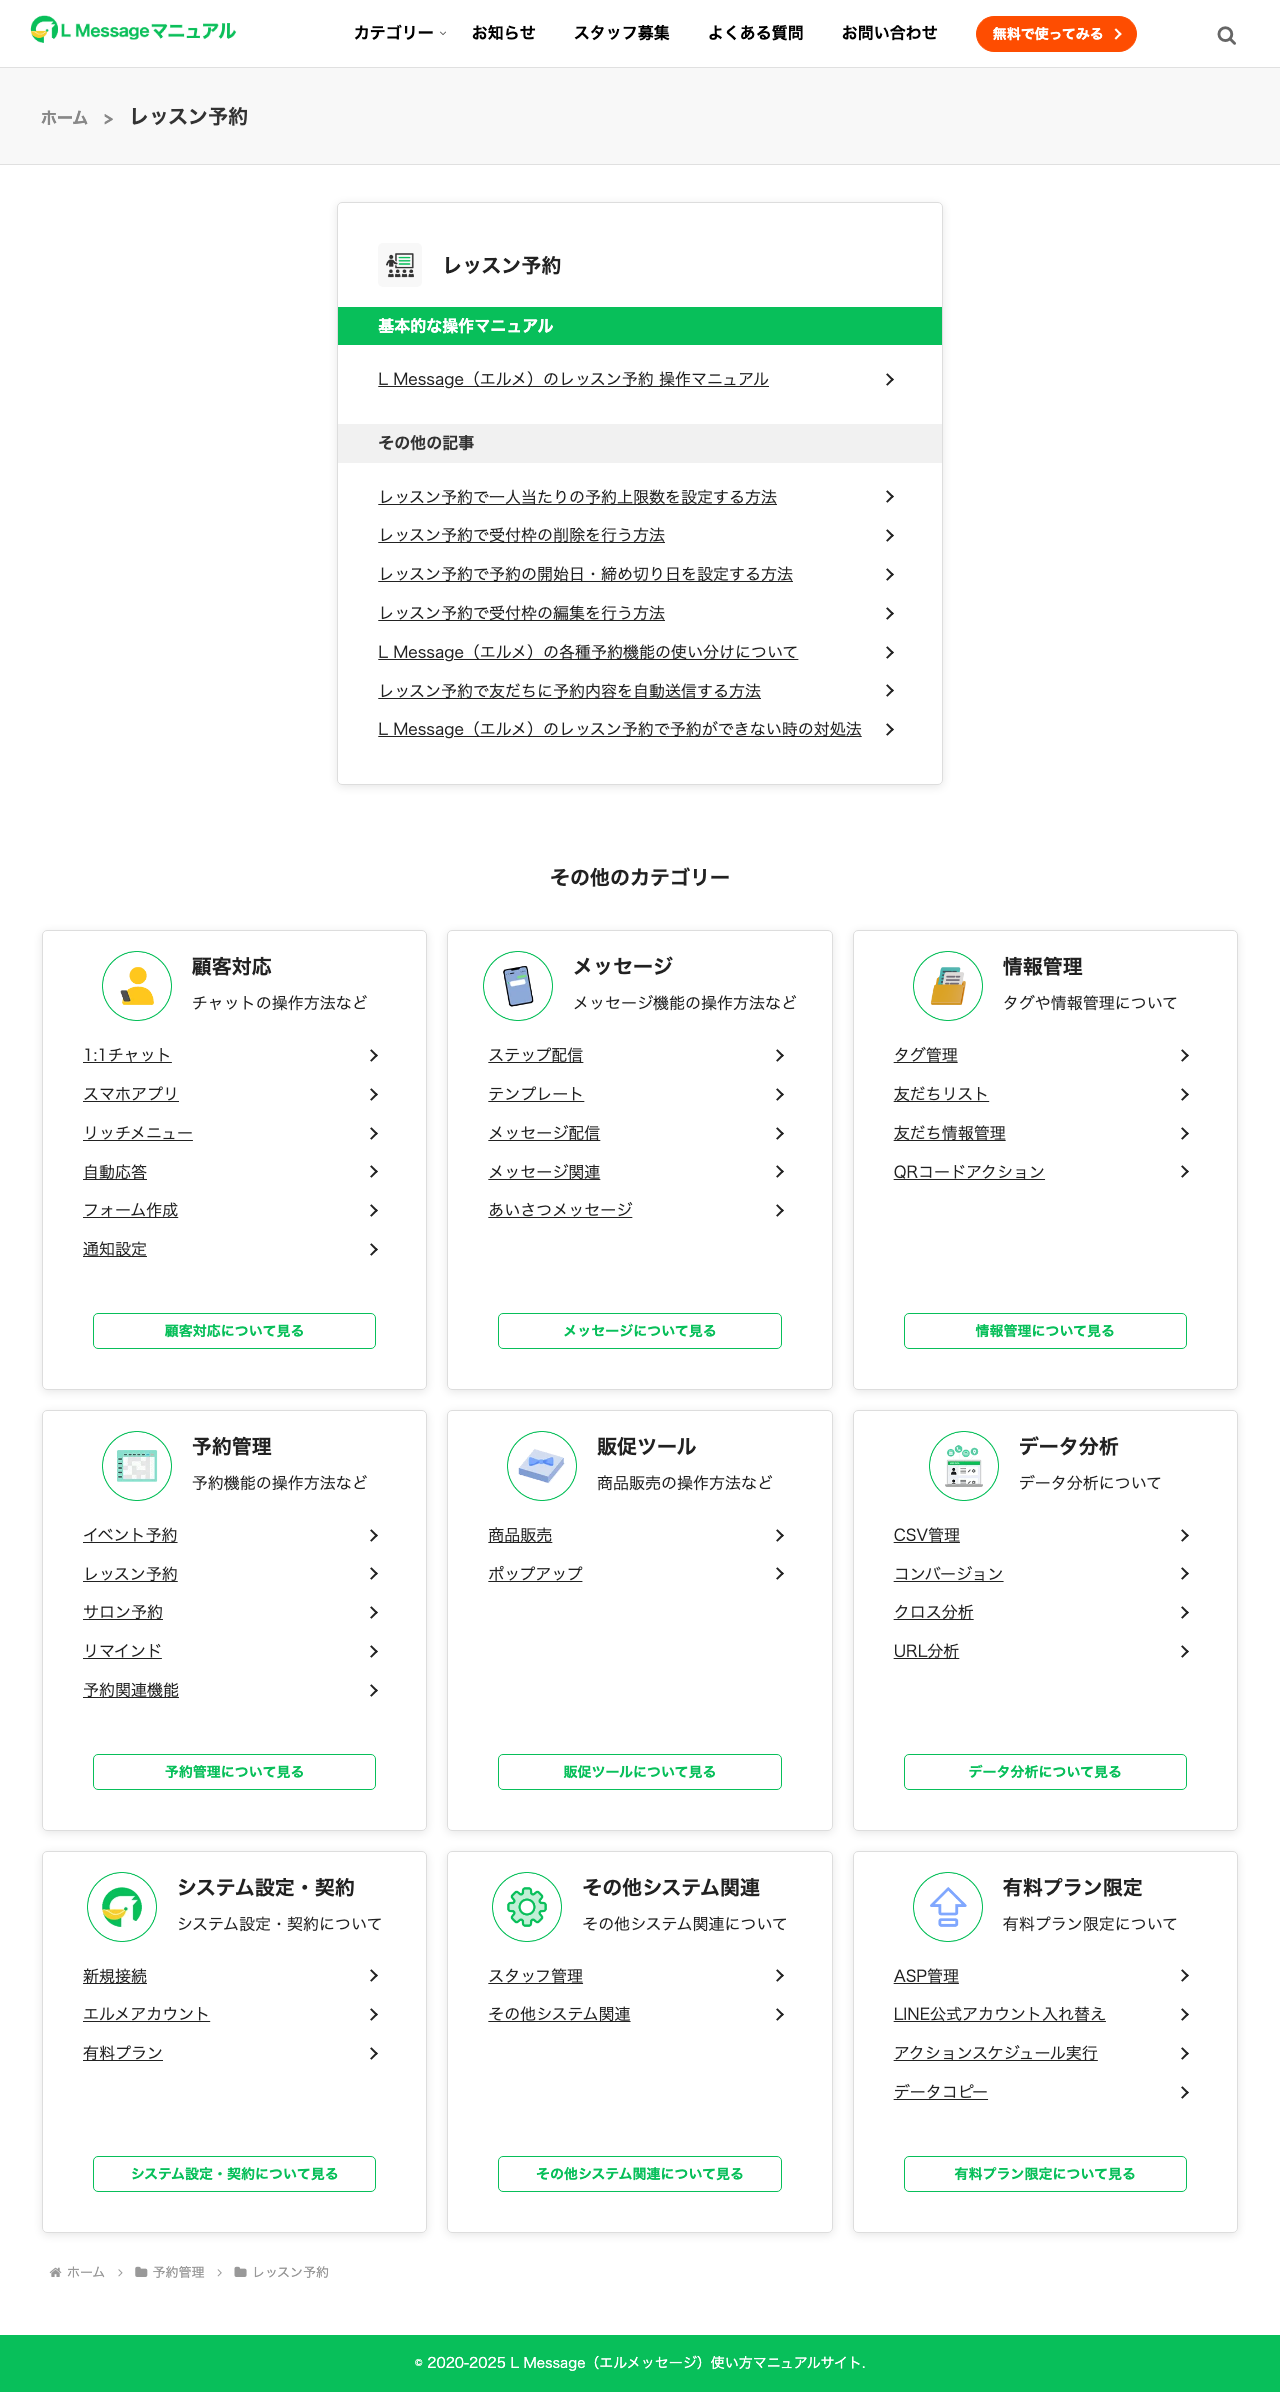 L Messageマニュアル
カテゴリー
お知らせ
スタッフ募集
よくある質問
お問い合わせ
無料で使ってみる
ホーム > レッスン予約
レッスン予約
基本的な操作マニュアル
L Message（エルメ）のレッスン予約 操作マニュアル
その他の記事
レッスン予約で一人当たりの予約上限数を設定する方法
レッスン予約で受付枠の削除を行う方法
レッスン予約で予約の開始日・締め切り日を設定する方法
レッスン予約で受付枠の編集を行う方法
L Message（エルメ）の各種予約機能の使い分けについて
レッスン予約で友だちに予約内容を自動送信する方法
L Message（エルメ）のレッスン予約で予約ができない時の対処法
その他のカテゴリー
顧客対応
チャットの操作方法など
1:1チャット
スマホアプリ
リッチメニュー
自動応答
フォーム作成
通知設定
顧客対応について見る
メッセージ
メッセージ機能の操作方法など
ステップ配信
テンプレート
メッセージ配信
メッセージ関連
あいさつメッセージ
メッセージについて見る
情報管理
タグや情報管理について
タグ管理
友だちリスト
友だち情報管理
QRコードアクション
情報管理について見る
予約管理
予約機能の操作方法など
イベント予約
レッスン予約
サロン予約
リマインド
予約関連機能
予約管理について見る
販促ツール
商品販売の操作方法など
商品販売
ポップアップ
販促ツールについて見る
データ分析
データ分析について
CSV管理
コンバージョン
クロス分析
URL分析
データ分析について見る
システム設定・契約
システム設定・契約について
新規接続
エルメアカウント
有料プラン
システム設定・契約について見る
その他システム関連
その他システム関連について
スタッフ管理
その他システム関連
その他システム関連について見る
有料プラン限定
有料プラン限定について
ASP管理
LINE公式アカウント入れ替え
アクションスケジュール実行
データコピー
有料プラン限定について見る
ホーム > 予約管理 > レッスン予約
© 2020-2025 L Message（エルメッセージ）使い方マニュアルサイト.